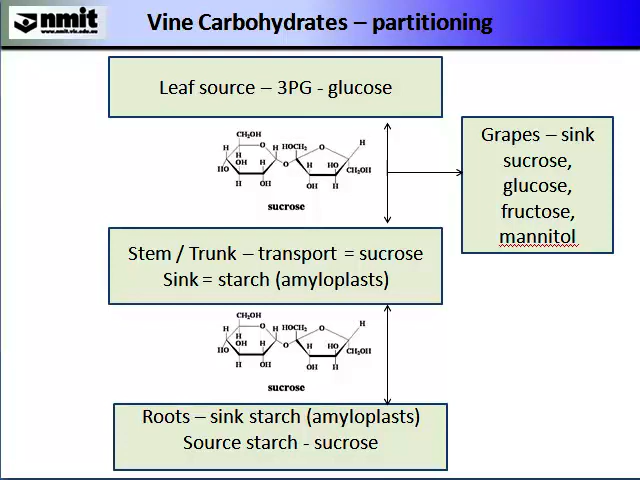 nmit
www.nmit.vic.edu.au
Vine Carbohydrates – partitioning
Leaf source – 3PG - glucose
CH₂OH
H
O
H
HOCH₂
O
H
H
OH
H
H
HO
HO
O
CH₂OH
H
OH
OH
H
sucrose
Grapes – sink
sucrose,
glucose,
fructose,
mannitol
Stem / Trunk – transport = sucrose
Sink = starch (amyloplasts)
CH₂OH
H
O
H
HOCH₂
O
H
H
OH
H
H
HO
HO
O
CH₂OH
H
OH
OH
H
sucrose
Roots – sink starch (amyloplasts)
Source starch - sucrose